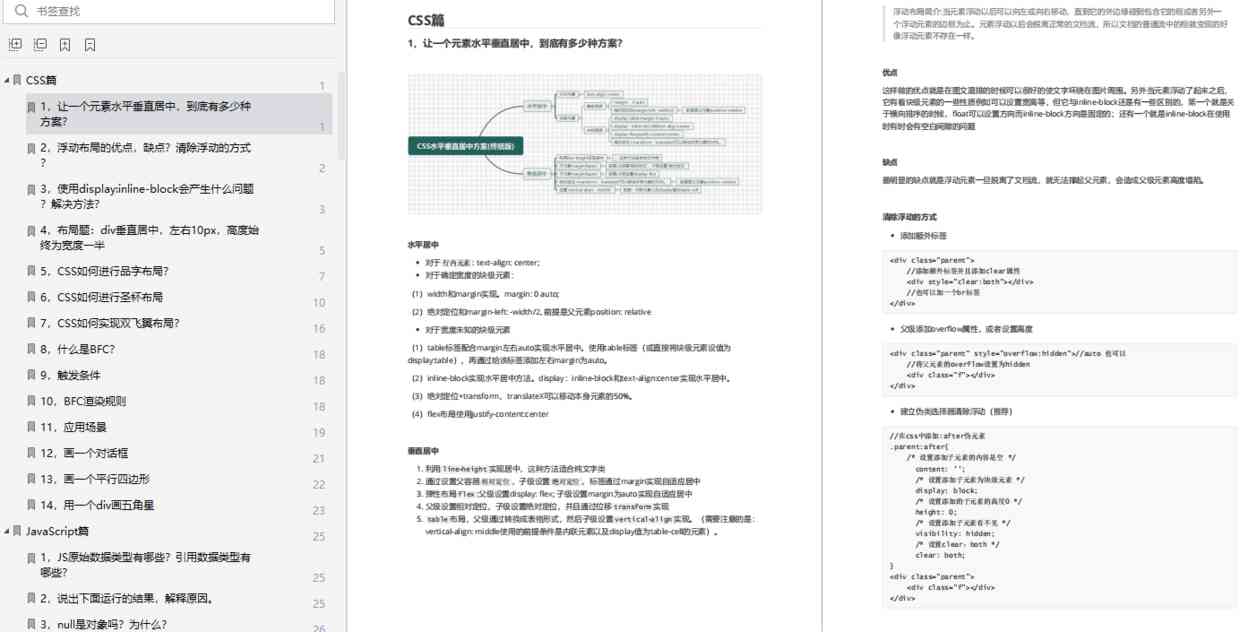 书签查找
CSS篇
1
1，让一个元素水平垂直居中，到底有多少种
方案？
1
2，浮动布局的优点，缺点？清除浮动的方式
？
2
3，使用display:inline-block会产生什么问题
？解决方法？
3
4，布局题：div垂直居中，左右10px，高度始
终为宽度一半
5
5，CSS如何进行品字布局？
7
6，CSS如何进行圣杯布局
10
7，CSS如何实现双飞翼布局？
16
8，什么是BFC？
18
9，触发条件
18
10，BFC渲染规则
18
11，应用场景
19
12，画一个对话框
21
13，画一个平行四边形
22
14，用一个div画五角星
23
JavaScript篇
25
1，JS原始数据类型有哪些？引用数据类型有
哪些？
25
2，说出下面运行的结果，解释原因。
25
3，null是对象吗？为什么？
26
CSS篇
1，让一个元素水平垂直居中，到底有多少种方案？
CSS水平垂直居中方案(终结版)
水平居中
垂直居中
水平居中
• 对于 行内元素 : text-align: center;
• 对于确定宽度的块级元素：
（1）width和margin实现。margin: 0 auto;
（2）绝对定位和margin-left: -width/2, 前提是父元素position: relative
• 对于宽度未知的块级元素
（1）table标签配合margin左右auto实现水平居中。使用table标签（或直接将块级元素设值为
display:table），再通过给该标签添加左右margin为auto。
（2）inline-block实现水平居中方法。display：inline-block和text-align:center实现水平居中。
（3）绝对定位+transform，translateX可以移动本身元素的50%。
（4）flex布局使用justify-content:center
垂直居中
1. 利用 line-height 实现居中，这种方法适合纯文字类
2. 通过设置父容器 相对定位 ，子级设置 绝对定位 ，标签通过margin实现自适应居中
3. 弹性布局 flex :父级设置display: flex; 子级设置margin为auto实现自适应居中
4. 父级设置相对定位，子级设置绝对定位，并且通过位移 transform 实现
5. table 布局，父级通过转换成表格形式，然后子级设置 vertical-align 实现。（需要注意的是：
vertical-align: middle使用的前提条件是内联元素以及display值为table-cell的元素）。
浮动布局简介:当元素浮动以后可以向左或向右移动，直到它的外边缘碰到包含它的框或者另外一
个浮动元素的边框为止。元素浮动以后会脱离正常的文档流，所以文档的普通流中的框就变现的好
像浮动元素不存在一样。
优点
这样做的优点就是在图文混排的时候可以很好的使文字环绕在图片周围。另外当元素浮动了起来之后，
它有着块级元素的一些性质例如可以设置宽高等，但它与inline-block还是有一些区别的，第一个就是关
于横向排序的时候，float可以设置方向而inline-block方向是固定的；还有一个就是inline-block在使用
时有时会有空白间隙的问题
缺点
最明显的缺点就是浮动元素一旦脱离了文档流，就无法撑起父元素，会造成父级元素高度塌陷。
清除浮动的方式
• 添加额外标签
<div class="parent">
//添加额外标签并且添加clear属性
<div style="clear:both"></div>
//也可以加一个br标签
</div>
• 父级添加overflow属性，或者设置高度
<div class="parent" style="overflow:hidden">//auto 也可以
//将父元素的overflow设置为hidden
<div class="f"></div>
</div>
• 建立伪类选择器清除浮动（推荐）
//在css中添加:after伪元素
.parent:after{
/* 设置添加子元素的内容是空 */
content: '';
/* 设置添加子元素为块级元素 */
display: block;
/* 设置添加的子元素的高度0 */
height: 0;
/* 设置添加子元素看不见 */
visibility: hidden;
/* 设置clear：both */
clear: both;
}
<div class="parent">
<div class="f"></div>
</div>